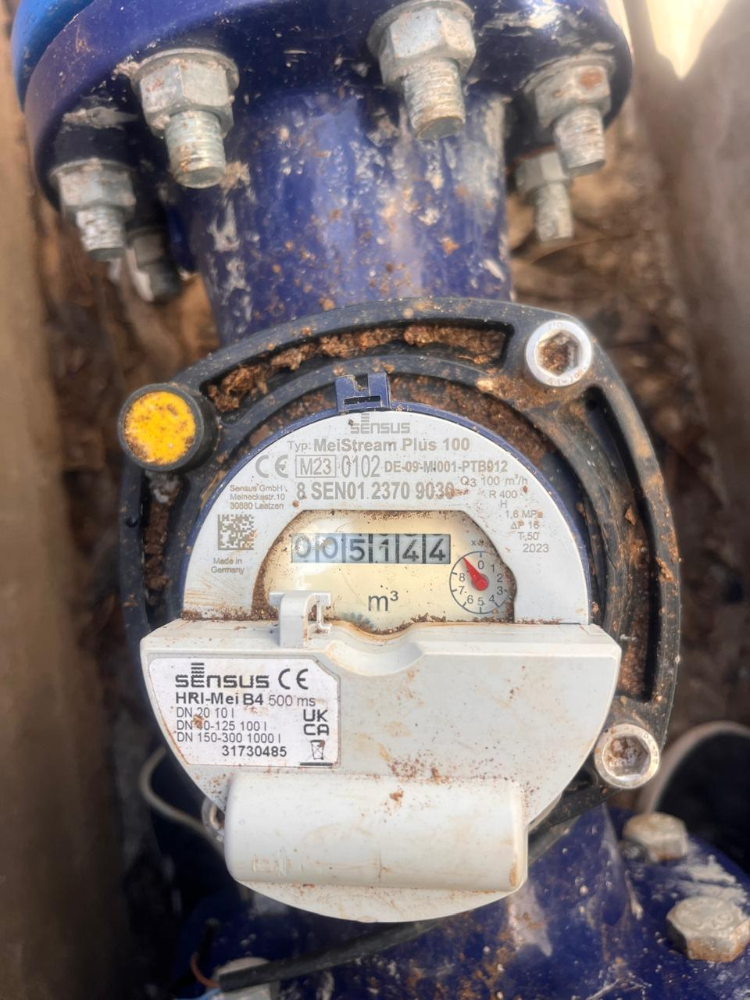 SENSUS
Typ: MeiStream Plus 100
CE M23 0102 DE-09-MI001-PTB012
8 SEN01 2370 9030
Q3 100 m³/h
R 400
H
1,6 MPa
ΔP 16
T 50
2023
Sensus GmbH
Meineckestr.10
30880 Laatzen
Made in
Germany
005144
m³
0
1
2
3
4
5
6
7
8
SENSUS CE
HRI-Mei B4 500 ms
DN 20 10 l
DN 40-125 100 l
DN 150-300 1000 l
31730485
UK
CA